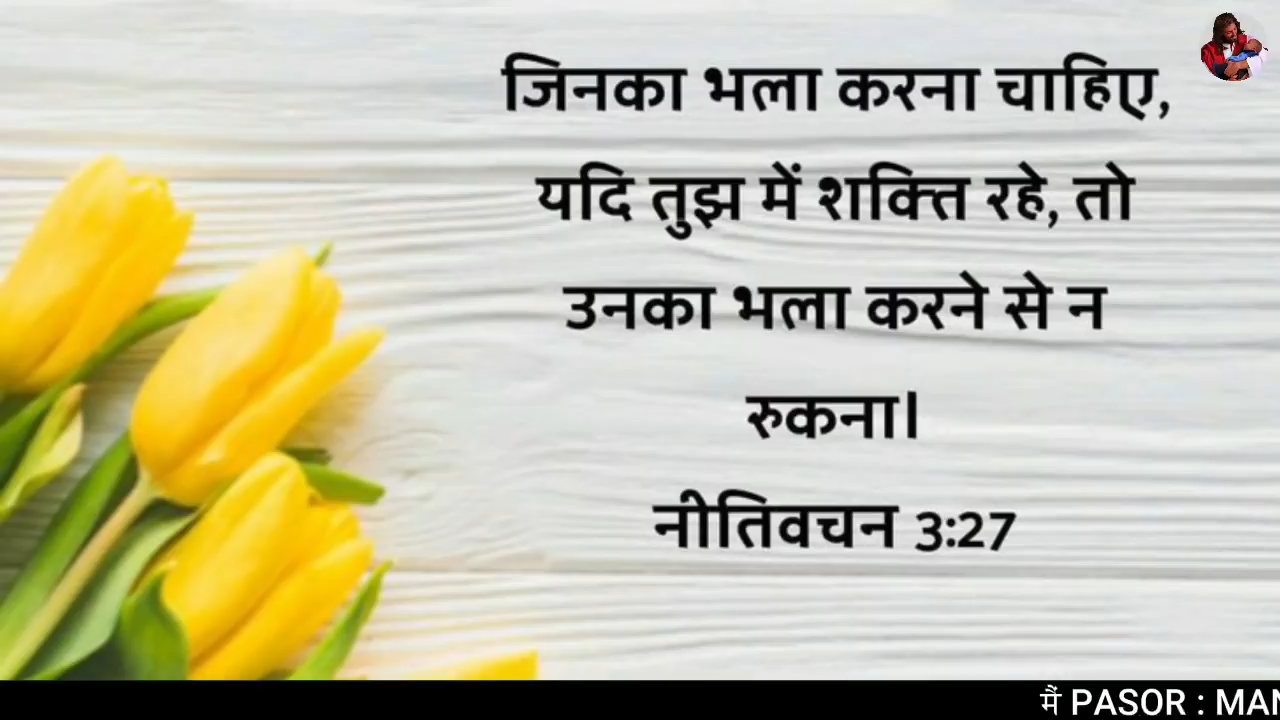 जिनका भला करना चाहिए,
यदि तुझ में शक्ति रहे, तो
उनका भला करने से न
रुकना।
नीतिवचन 3:27
मैं PASOR : MAN